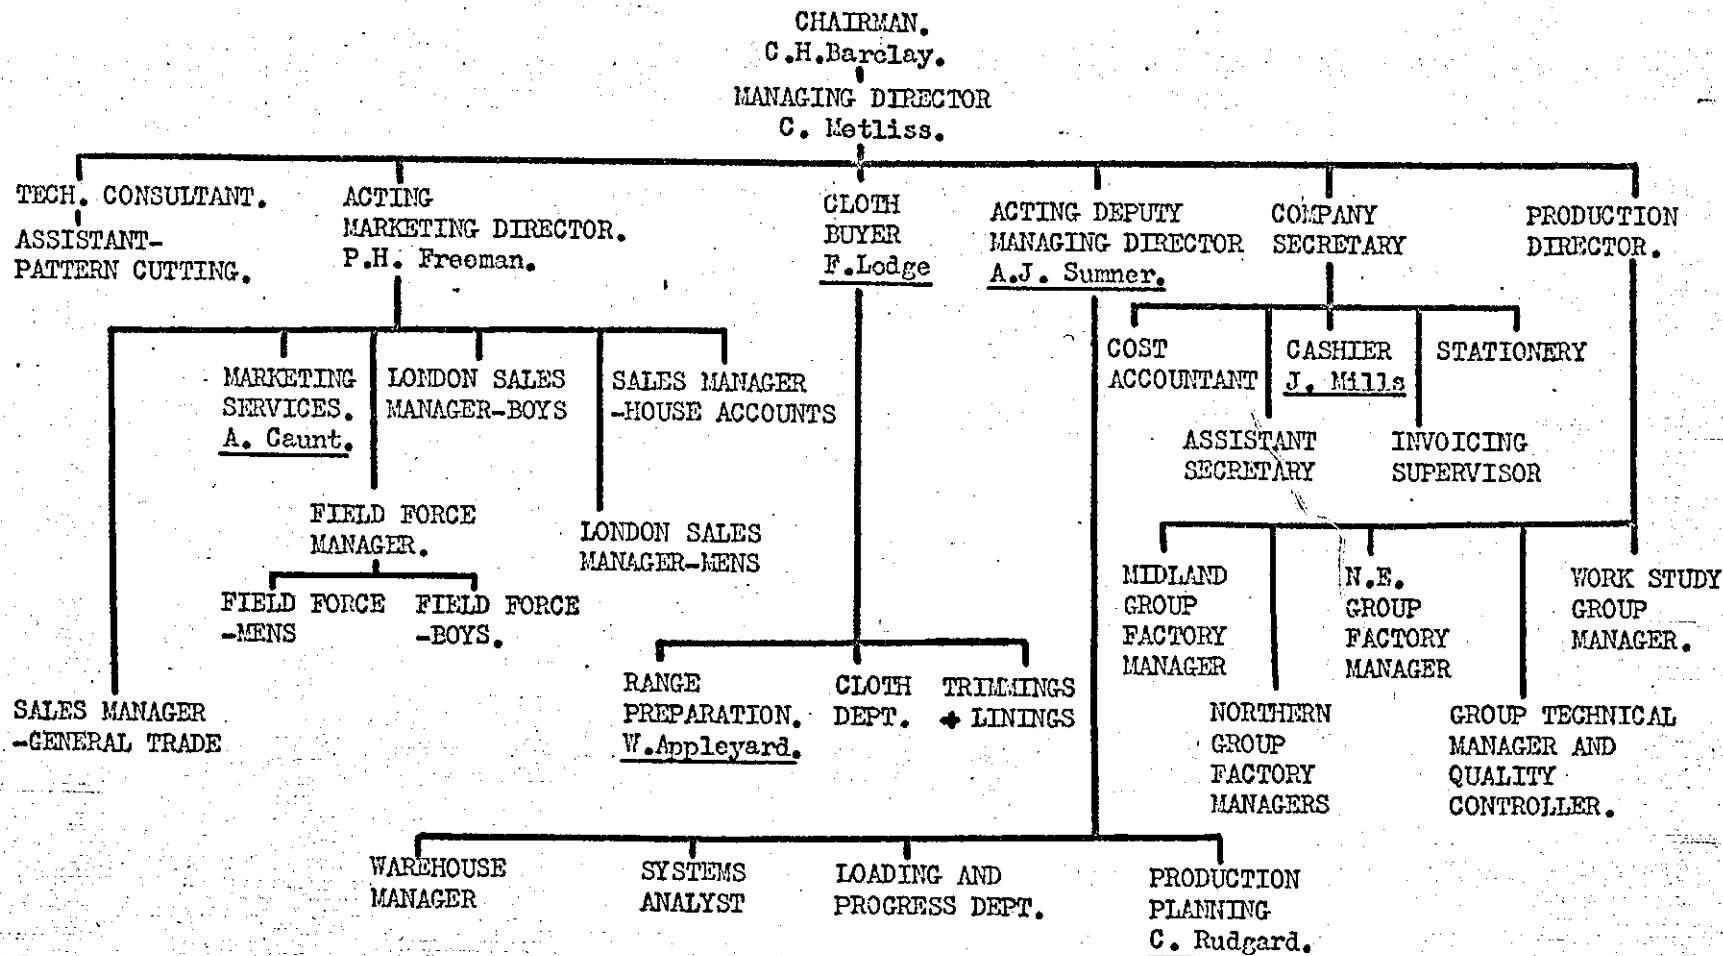 CHAIRMAN.
C.H.Barclay.
MANAGING DIRECTOR
C. Metliss.
TECH. CONSULTANT.
ASSISTANT-
PATTERN CUTTING.
ACTING
MARKETING DIRECTOR.
P.H. Freeman.
CLOTH
BUYER
F.Lodge
ACTING DEPUTY
MANAGING DIRECTOR
A.J. Sumner.
COMPANY
SECRETARY
PRODUCTION
DIRECTOR.
MARKETING
SERVICES.
A. Caunt.
LONDON SALES
MANAGER-BOYS
SALES MANAGER
-HOUSE ACCOUNTS
COST
ACCOUNTANT
CASHIER
J. Mills
STATIONERY
ASSISTANT
SECRETARY
INVOICING
SUPERVISOR
FIELD FORCE
MANAGER.
LONDON SALES
MANAGER-MENS
FIELD FORCE
-MENS
FIELD FORCE
-BOYS.
MIDLAND
GROUP
FACTORY
MANAGER
N.E.
GROUP
FACTORY
MANAGER
WORK STUDY
GROUP
MANAGER.
SALES MANAGER
-GENERAL TRADE
RANGE
PREPARATION.
W.Appleyard.
CLOTH
DEPT.
TRIMMINGS
+ LININGS
NORTHERN
GROUP
FACTORY
MANAGERS
GROUP TECHNICAL
MANAGER AND
QUALITY
CONTROLLER.
WAREHOUSE
MANAGER
SYSTEMS
ANALYST
LOADING AND
PROGRESS DEPT.
PRODUCTION
PLANNING
C. Rudgard.